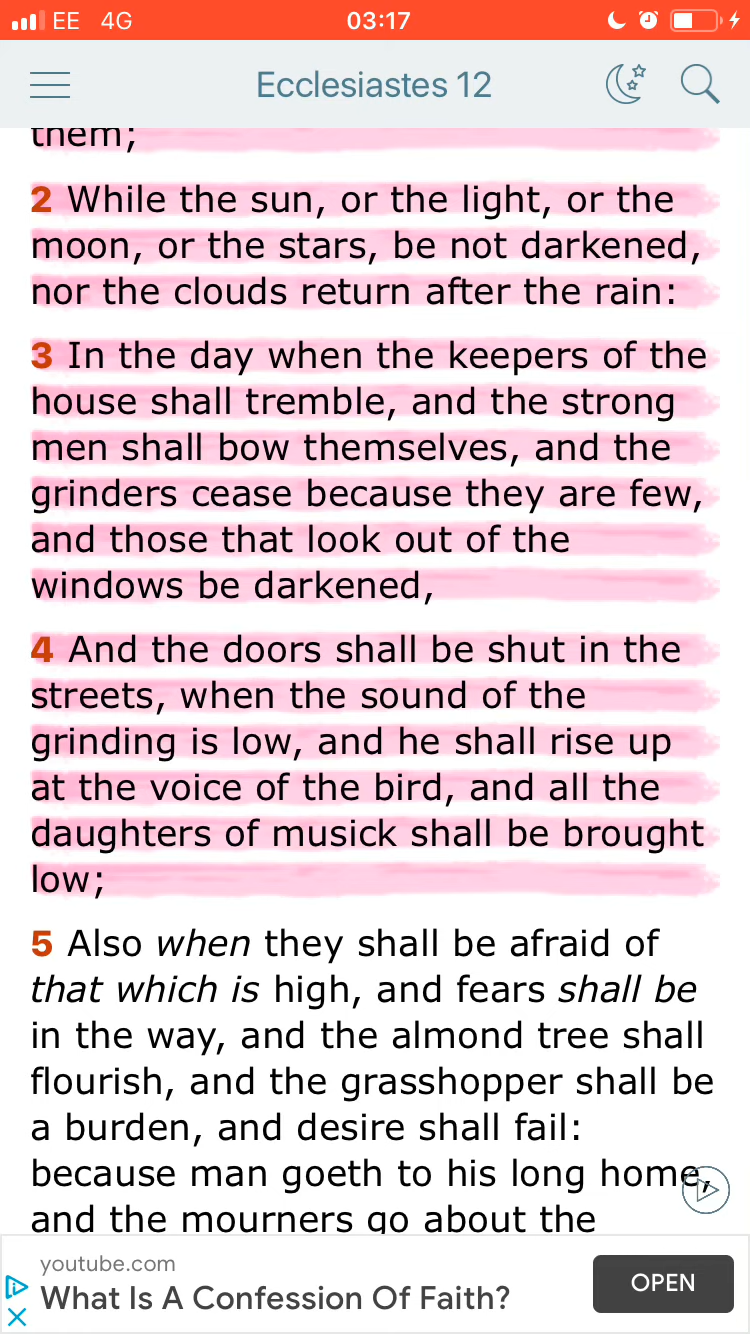 EE 4G 03:17
Ecclesiastes 12
them;
2 While the sun, or the light, or the
moon, or the stars, be not darkened,
nor the clouds return after the rain:
3 In the day when the keepers of the
house shall tremble, and the strong
men shall bow themselves, and the
grinders cease because they are few,
and those that look out of the
windows be darkened,
4 And the doors shall be shut in the
streets, when the sound of the
grinding is low, and he shall rise up
at the voice of the bird, and all the
daughters of musick shall be brought
low;
5 Also when they shall be afraid of
that which is high, and fears shall be
in the way, and the almond tree shall
flourish, and the grasshopper shall be
a burden, and desire shall fail:
because man goeth to his long home,
and the mourners go about the
youtube.com
What Is A Confession Of Faith?
OPEN